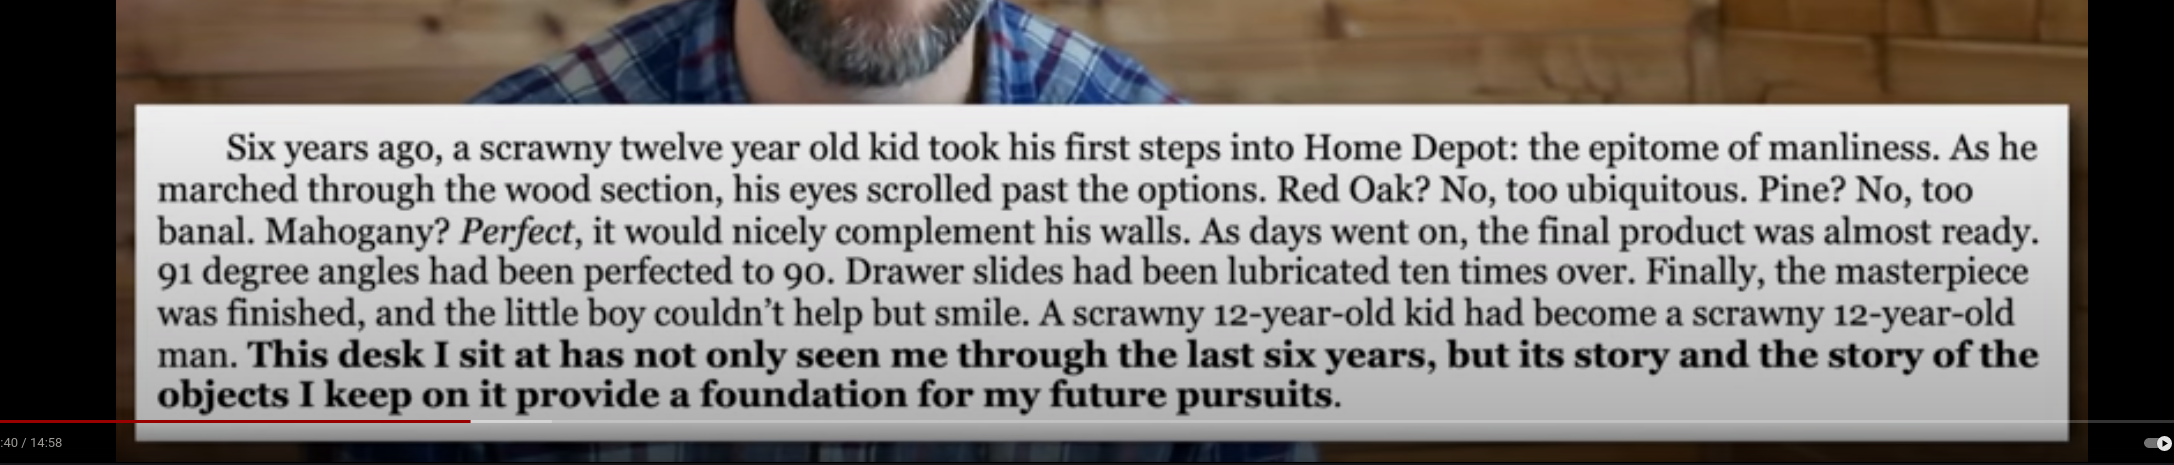 Six years ago, a scrawny twelve year old kid took his first steps into Home Depot: the epitome of manliness. As he
marched through the wood section, his eyes scrolled past the options. Red Oak? No, too ubiquitous. Pine? No, too
banal. Mahogany? Perfect, it would nicely complement his walls. As days went on, the final product was almost ready.
91 degree angles had been perfected to 90. Drawer slides had been lubricated ten times over. Finally, the masterpiece
was finished, and the little boy couldn’t help but smile. A scrawny 12-year-old kid had become a scrawny 12-year-old
man. This desk I sit at has not only seen me through the last six years, but its story and the story of the
objects I keep on it provide a foundation for my future pursuits.
:40 / 14:58